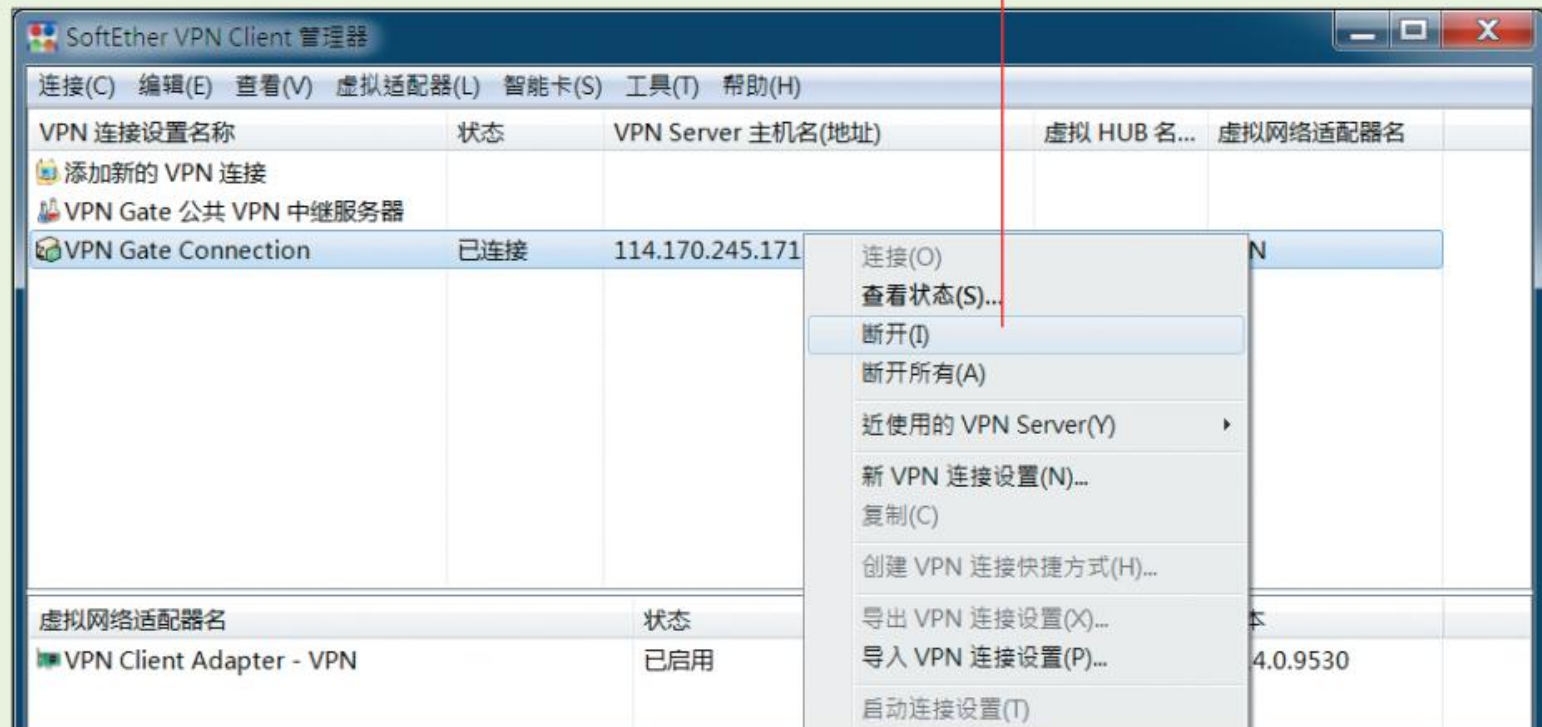 SoftEther VPN Client 管理器
连接(C) 编辑(E) 查看(V) 虚拟适配器(L) 智能卡(S) 工具(T) 帮助(H)
VPN 连接设置名称 状态 VPN Server 主机名(地址) 虚拟 HUB 名... 虚拟网络适配器名
添加新的 VPN 连接
VPN Gate 公共 VPN 中继服务器
VPN Gate Connection 已连接 114.170.245.171 N
连接(O)
查看状态(S)...
断开(I)
断开所有(A)
近使用的 VPN Server(Y)
新 VPN 连接设置(N)...
复制(C)
创建 VPN 连接快捷方式(H)...
虚拟网络适配器名 状态 本
导出 VPN 连接设置(X)...
VPN Client Adapter - VPN 已启用 4.0.9530
导入 VPN 连接设置(P)...
启动连接设置(T)